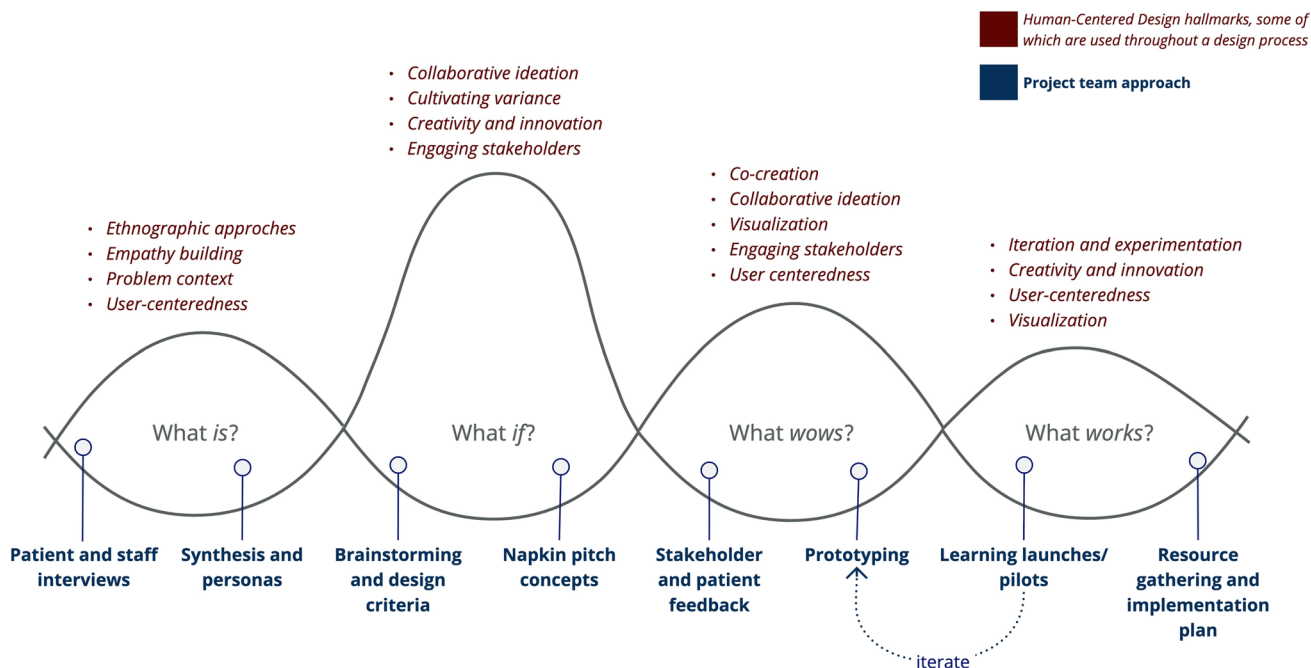 Human-Centered Design hallmarks, some of
which are used throughout a design process
Project team approach
• Collaborative ideation
• Cultivating variance
• Creativity and innovation
• Engaging stakeholders
• Co-creation
• Collaborative ideation
• Visualization
• Engaging stakeholders
• User centeredness
• Ethnographic approches
• Empathy building
• Problem context
• User-centeredness
• Iteration and experimentation
• Creativity and innovation
• User-centeredness
• Visualization
What is?
What if?
What wows?
What works?
Patient and staff
interviews
Synthesis and
personas
Brainstorming
and design
criteria
Napkin pitch
concepts
Stakeholder
and patient
feedback
Prototyping
Learning launches/
pilots
Resource
gathering and
implementation
plan
iterate